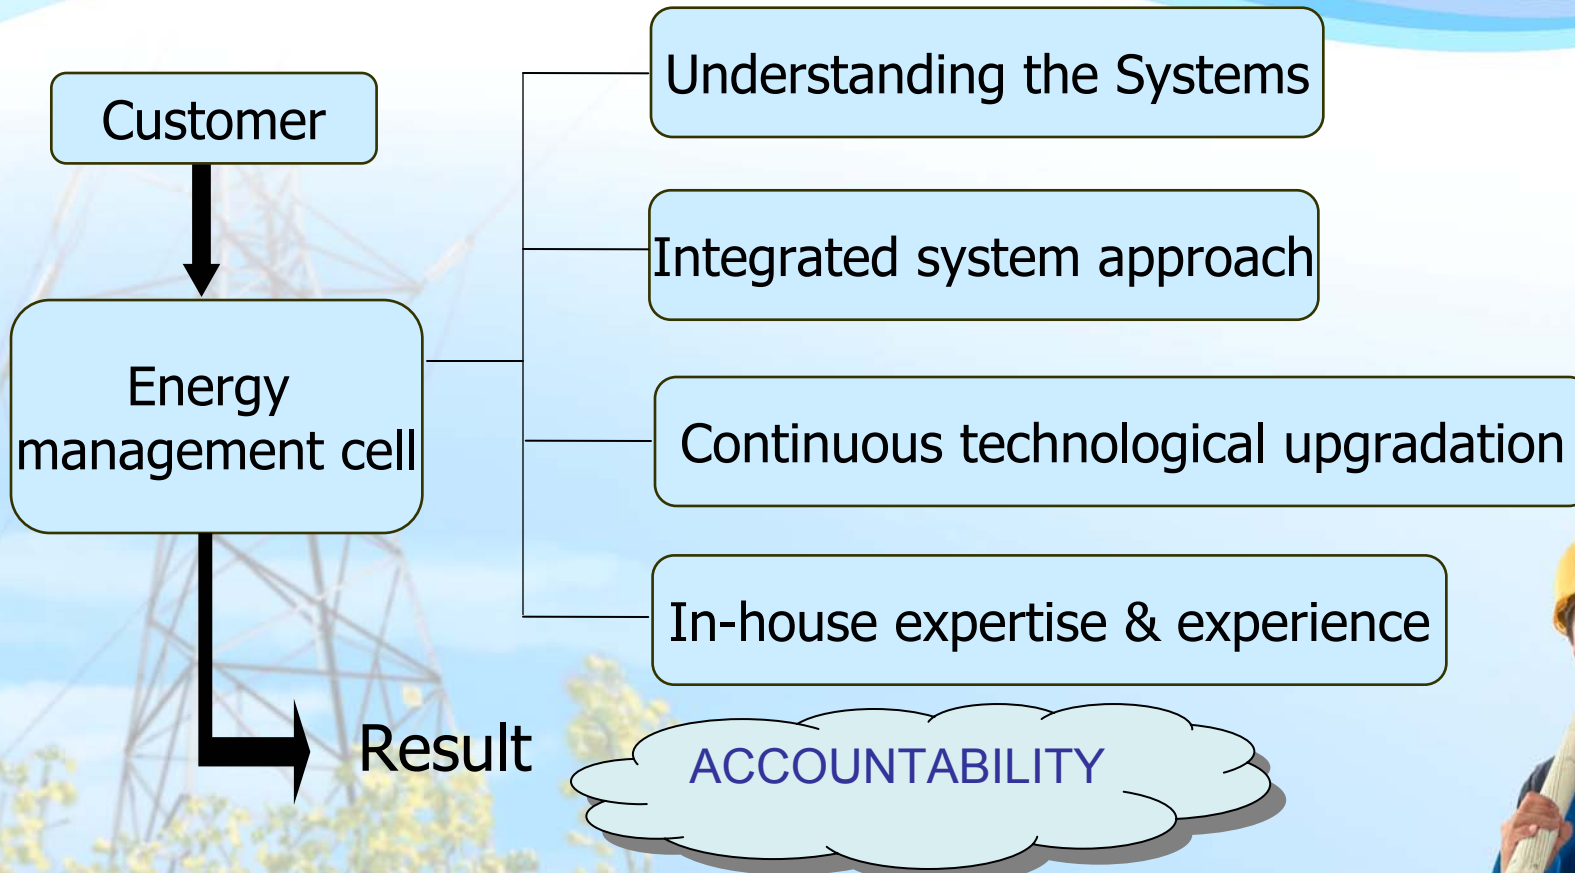 Customer
Energy
management cell
Understanding the Systems
Integrated system approach
Continuous technological upgradation
In-house expertise & experience
Result
ACCOUNTABILITY